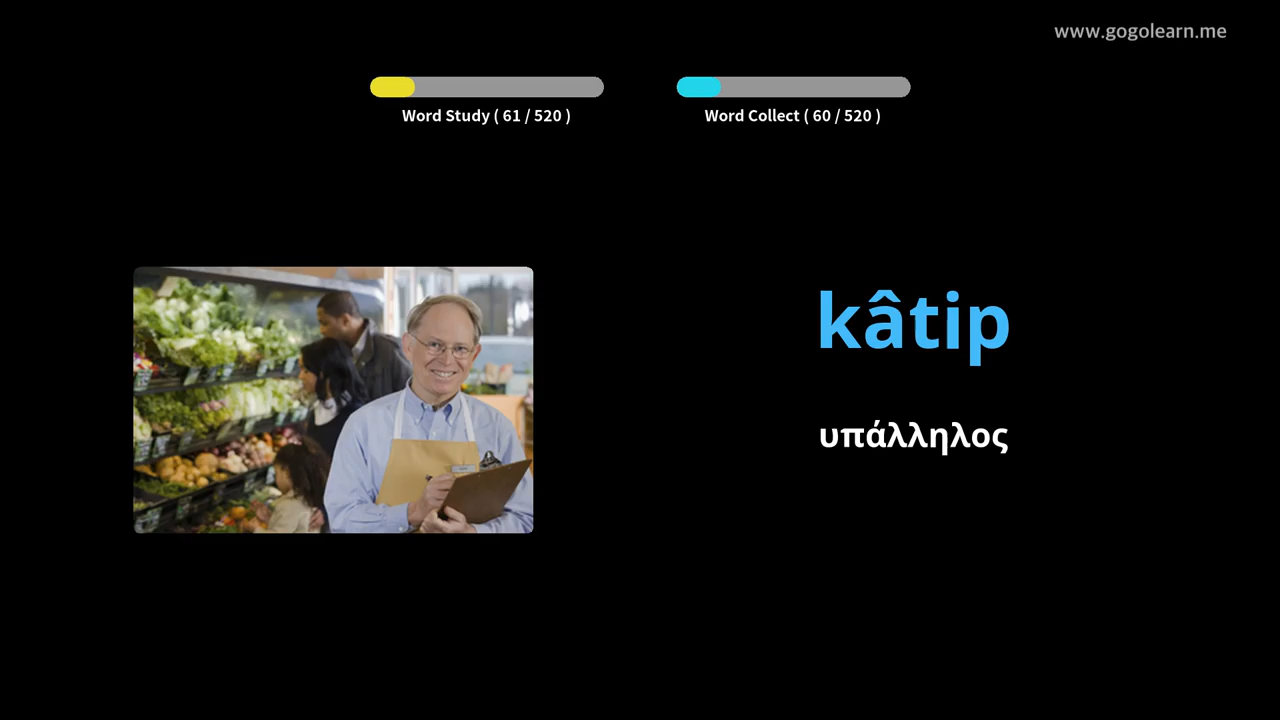 www.gogolearn.me
Word Study ( 61 / 520 )
Word Collect ( 60 / 520 )
kâtip
υπάλληλος